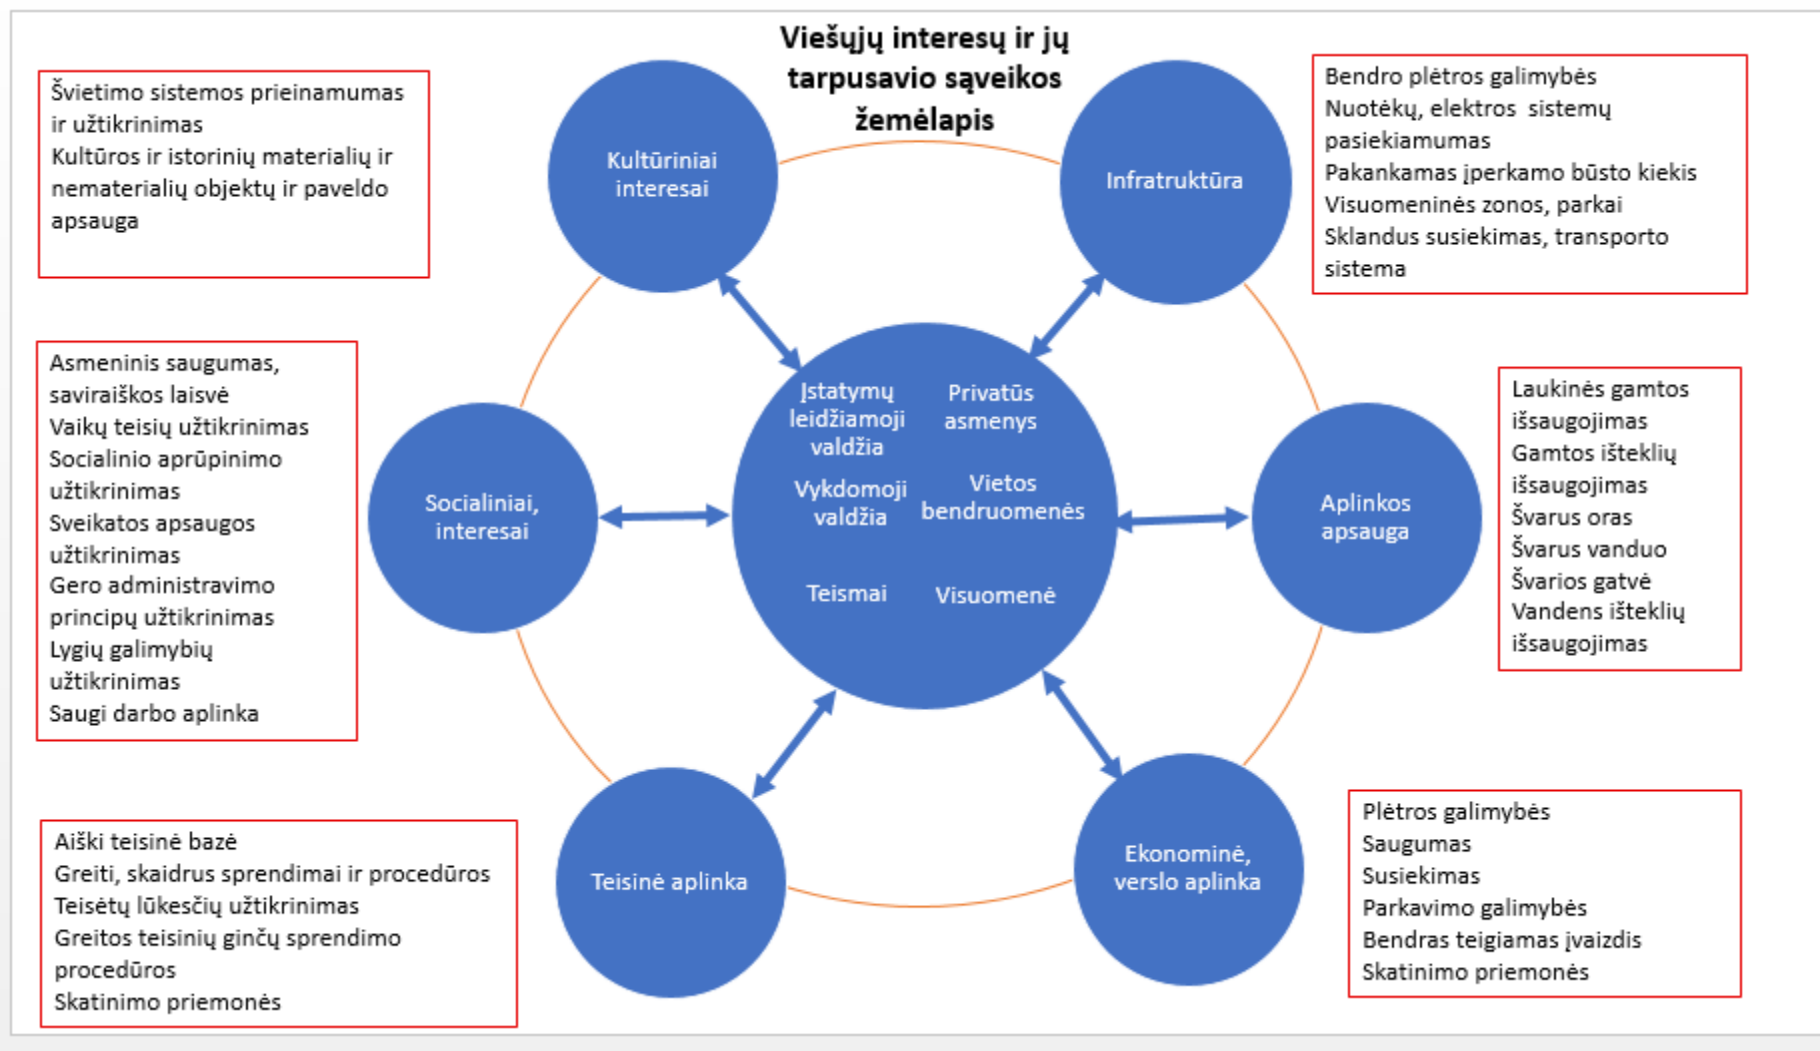 Viešųjų interesų ir jų
tarpusavio sąveikos
žemėlapis
Švietimo sistemos prieinamumas
ir užtikrinimas
Kultūros ir istorinių materialių ir
nematerialių objektų ir paveldo
apsauga
Kultūriniai
interesai
Infratruktūra
Bendro plėtros galimybės
Nuotėkų, elektros  sistemų
pasiekiamumas
Pakankamas įperkamo būsto kiekis
Visuomeninės zonos, parkai
Sklandus susiekimas, transporto
sistema
Asmeninis saugumas,
saviraiškos laisvė
Vaikų teisių užtikrinimas
Socialinio aprūpinimo
užtikrinimas
Sveikatos apsaugos
užtikrinimas
Gero administravimo
principų užtikrinimas
Lygių galimybių
užtikrinimas
Saugi darbo aplinka
Socialiniai,
interesai
Įstatymų
leidžiamoji
valdžia
Privatūs
asmenys
Vykdomoji
valdžia
Vietos
bendruomenės
Teismai
Visuomenė
Aplinkos
apsauga
Laukinės gamtos
išsaugojimas
Gamtos išteklių
išsaugojimas
Švarus oras
Švarus vanduo
Švarios gatvė
Vandens išteklių
išsaugojimas
Aiški teisinė bazė
Greiti, skaidrus sprendimai ir procedūros
Teisėtų lūkesčių užtikrinimas
Greitos teisinių ginčų sprendimo
procedūros
Skatinimo priemonės
Teisinė aplinka
Ekonominė,
verslo aplinka
Plėtros galimybės
Saugumas
Susiekimas
Parkavimo galimybės
Bendras teigiamas įvaizdis
Skatinimo priemonės